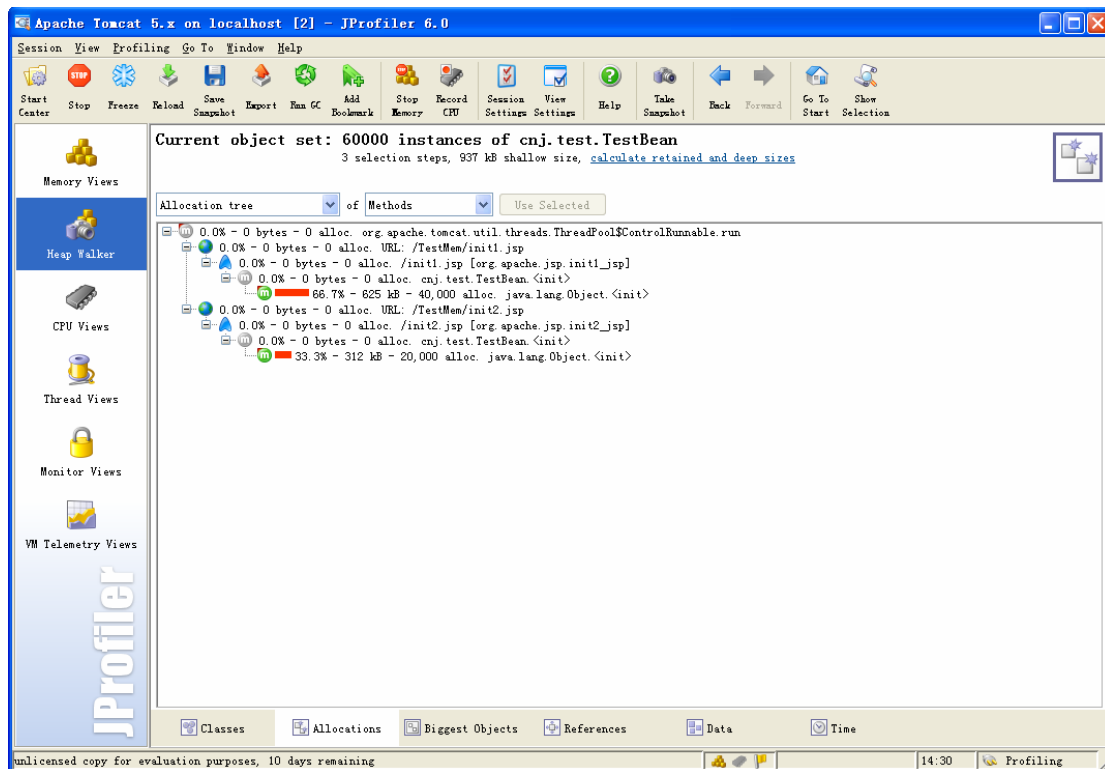 Apache Tomcat 5.x on localhost [2] - JProfiler 6.0
Session View Profiling Go To Window Help
Start Center
Stop
Freeze
Reload
Save Snapshot
Export
Run GC
Add Bookmark
Stop Memory
Record CPU
Session Settings
View Settings
Help
Take Snapshot
Back
Forward
Go To Start
Show Selection
Memory Views
Heap Walker
CPU Views
Thread Views
Monitor Views
VM Telemetry Views
JProfiler
Current object set: 60000 instances of cnj.test.TestBean
3 selection steps, 937 kB shallow size, calculate retained and deep sizes
Allocation tree of Methods Use Selected
0.0% - 0 bytes - 0 alloc. org.apache.tomcat.util.threads.ThreadPool$ControlRunnable.run
0.0% - 0 bytes - 0 alloc. URL: /TestMem/init1.jsp
0.0% - 0 bytes - 0 alloc. /init1.jsp [org.apache.jsp.init1_jsp]
0.0% - 0 bytes - 0 alloc. cnj.test.TestBean.<init>
66.7% - 625 kB - 40,000 alloc. java.lang.Object.<init>
0.0% - 0 bytes - 0 alloc. URL: /TestMem/init2.jsp
0.0% - 0 bytes - 0 alloc. /init2.jsp [org.apache.jsp.init2_jsp]
0.0% - 0 bytes - 0 alloc. cnj.test.TestBean.<init>
33.3% - 312 kB - 20,000 alloc. java.lang.Object.<init>
Classes Allocations Biggest Objects References Data Time
unlicensed copy for evaluation purposes, 10 days remaining 14:30 Profiling